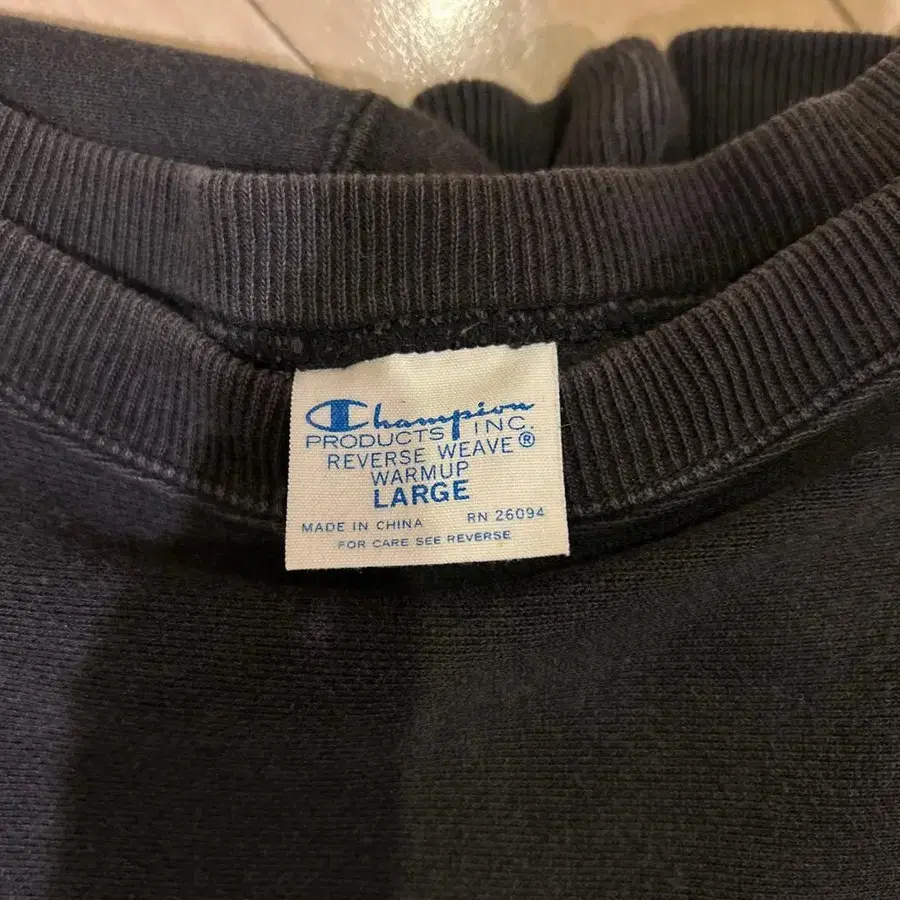 Champion
PRODUCTS INC.
REVERSE WEAVE®
WARMUP
LARGE
MADE IN CHINA RN 26094
FOR CARE SEE REVERSE